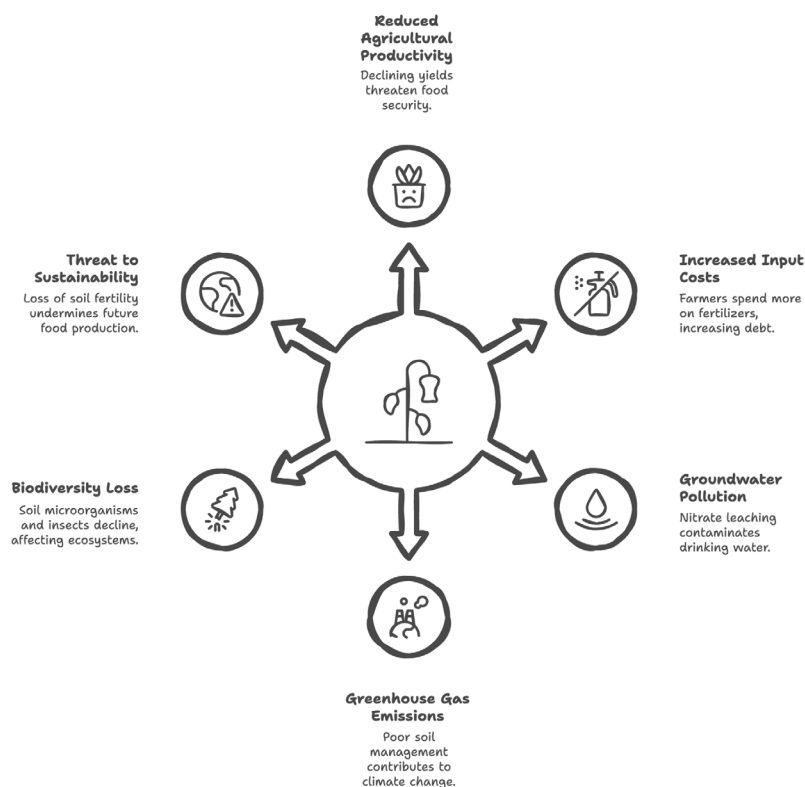 Reduced
Agricultural
Productivity
Declining yields
threaten food
security.
Threat to
Sustainability
Loss of soil fertility
undermines future
food production.
Increased Input
Costs
Farmers spend more
on fertilizers,
increasing debt.
Biodiversity Loss
Soil microorganisms
and insects decline,
affecting ecosystems.
Groundwater
Pollution
Nitrate leaching
contaminates
drinking water.
Greenhouse Gas
Emissions
Poor soil
management
contributes to
climate change.